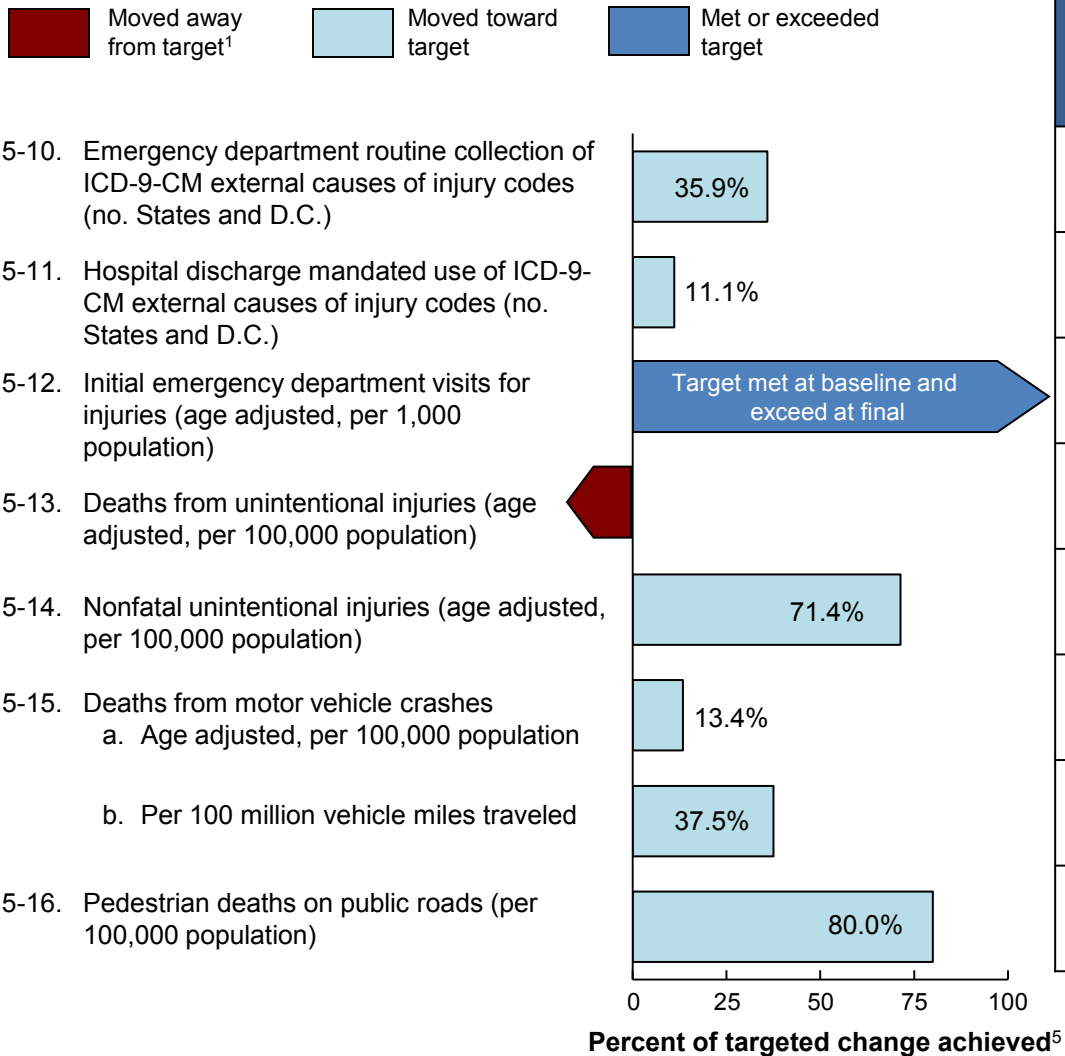 Moved away
from target¹
Moved toward
target
Met or exceeded
target
5-10. Emergency department routine collection of
ICD-9-CM external causes of injury codes
(no. States and D.C.)
35.9%
5-11. Hospital discharge mandated use of ICD-9-
CM external causes of injury codes (no.
States and D.C.)
11.1%
5-12. Initial emergency department visits for
injuries (age adjusted, per 1,000
population)
Target met at baseline and
exceed at final
5-13. Deaths from unintentional injuries (age
adjusted, per 100,000 population)
5-14. Nonfatal unintentional injuries (age adjusted,
per 100,000 population)
71.4%
5-15. Deaths from motor vehicle crashes
a. Age adjusted, per 100,000 population
13.4%
b. Per 100 million vehicle miles traveled
37.5%
5-16. Pedestrian deaths on public roads (per
100,000 population)
80.0%
0 25 50 75 100
Percent of targeted change achieved⁵